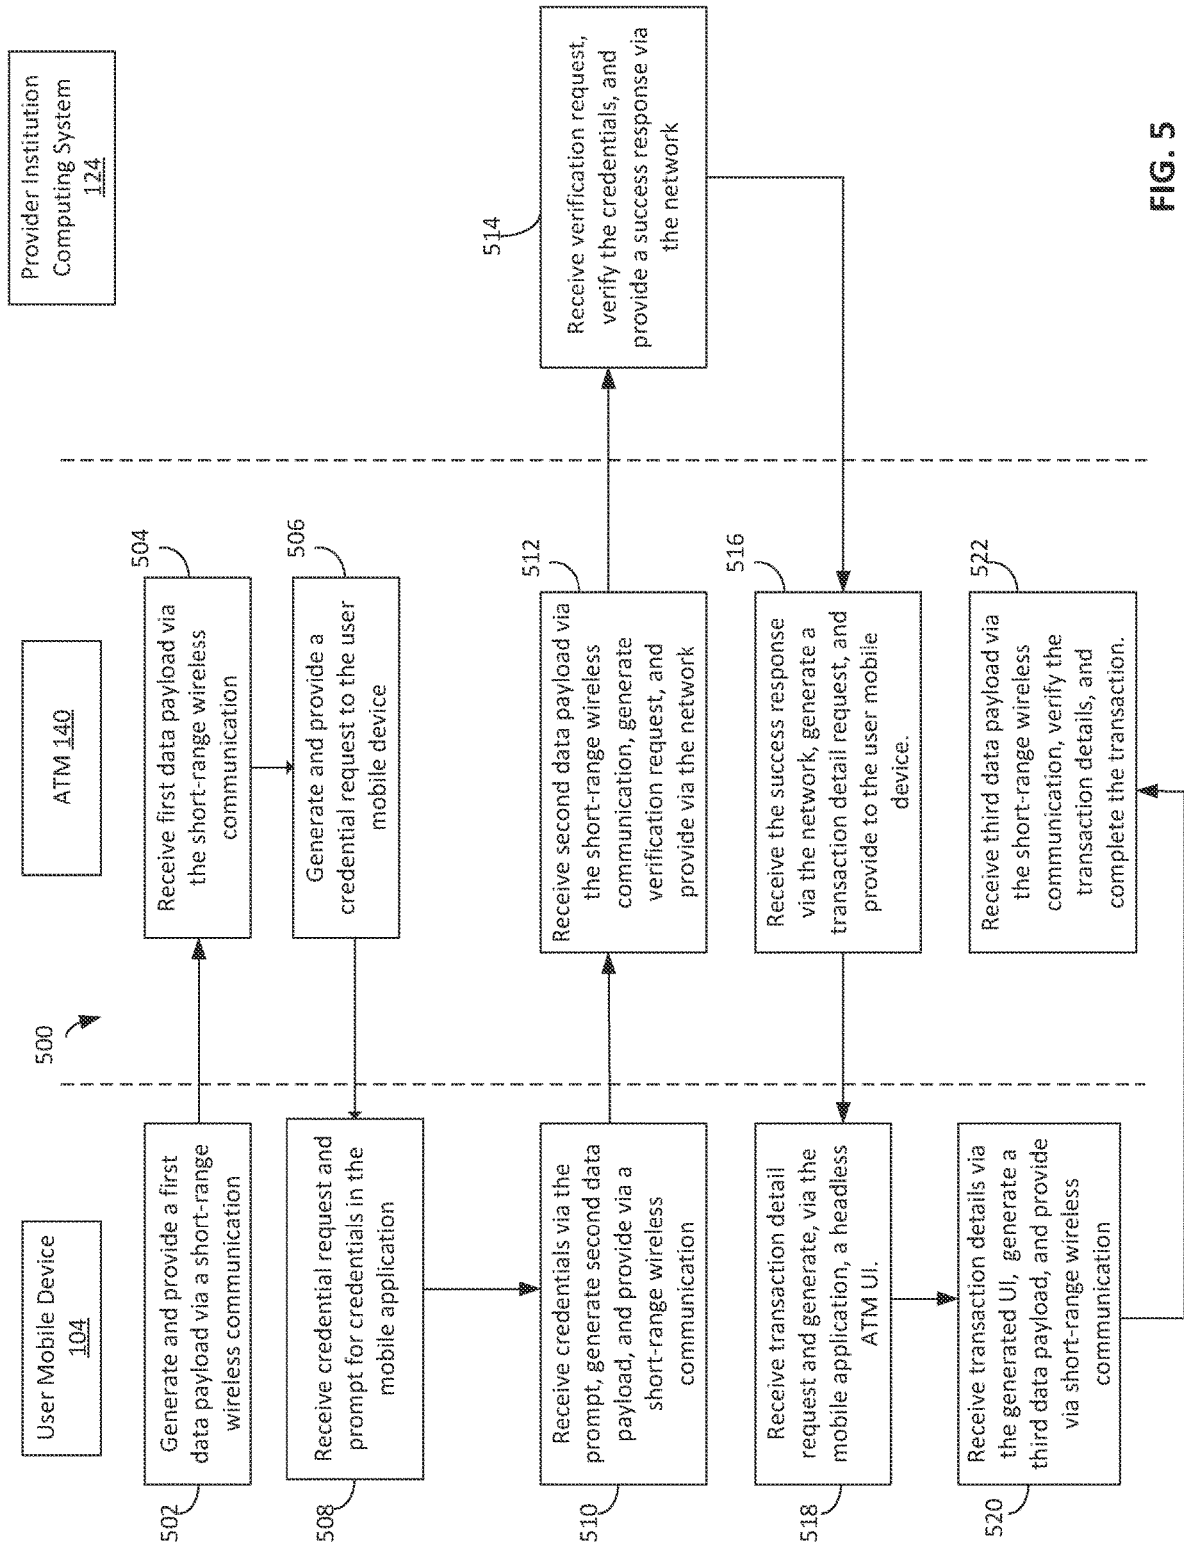 User Mobile Device
104
ATM 140
Provider Institution
Computing System
124
500
502
Generate and provide a first
data payload via a short-range
wireless communication
504
Receive first data payload via
the short-range wireless
communication
506
Generate and provide a
credential request to the user
mobile device
508
Receive credential request and
prompt for credentials in the
mobile application
510
Receive credentials via the
prompt, generate second data
payload, and provide via a
short-range wireless
communication
512
Receive second data payload via
the short-range wireless
communication, generate
verification request, and
provide via the network
514
Receive verification request,
verify the credentials, and
provide a success response via
the network
516
Receive the success response
via the network, generate a
transaction detail request, and
provide to the user mobile
device.
518
Receive transaction detail
request and generate, via the
mobile application, a headless
ATM UI.
520
Receive transaction details via
the generated UI, generate a
third data payload, and provide
via short-range wireless
communication
522
Receive third data payload via
the short-range wireless
communication, verify the
transaction details, and
complete the transaction.
FIG. 5